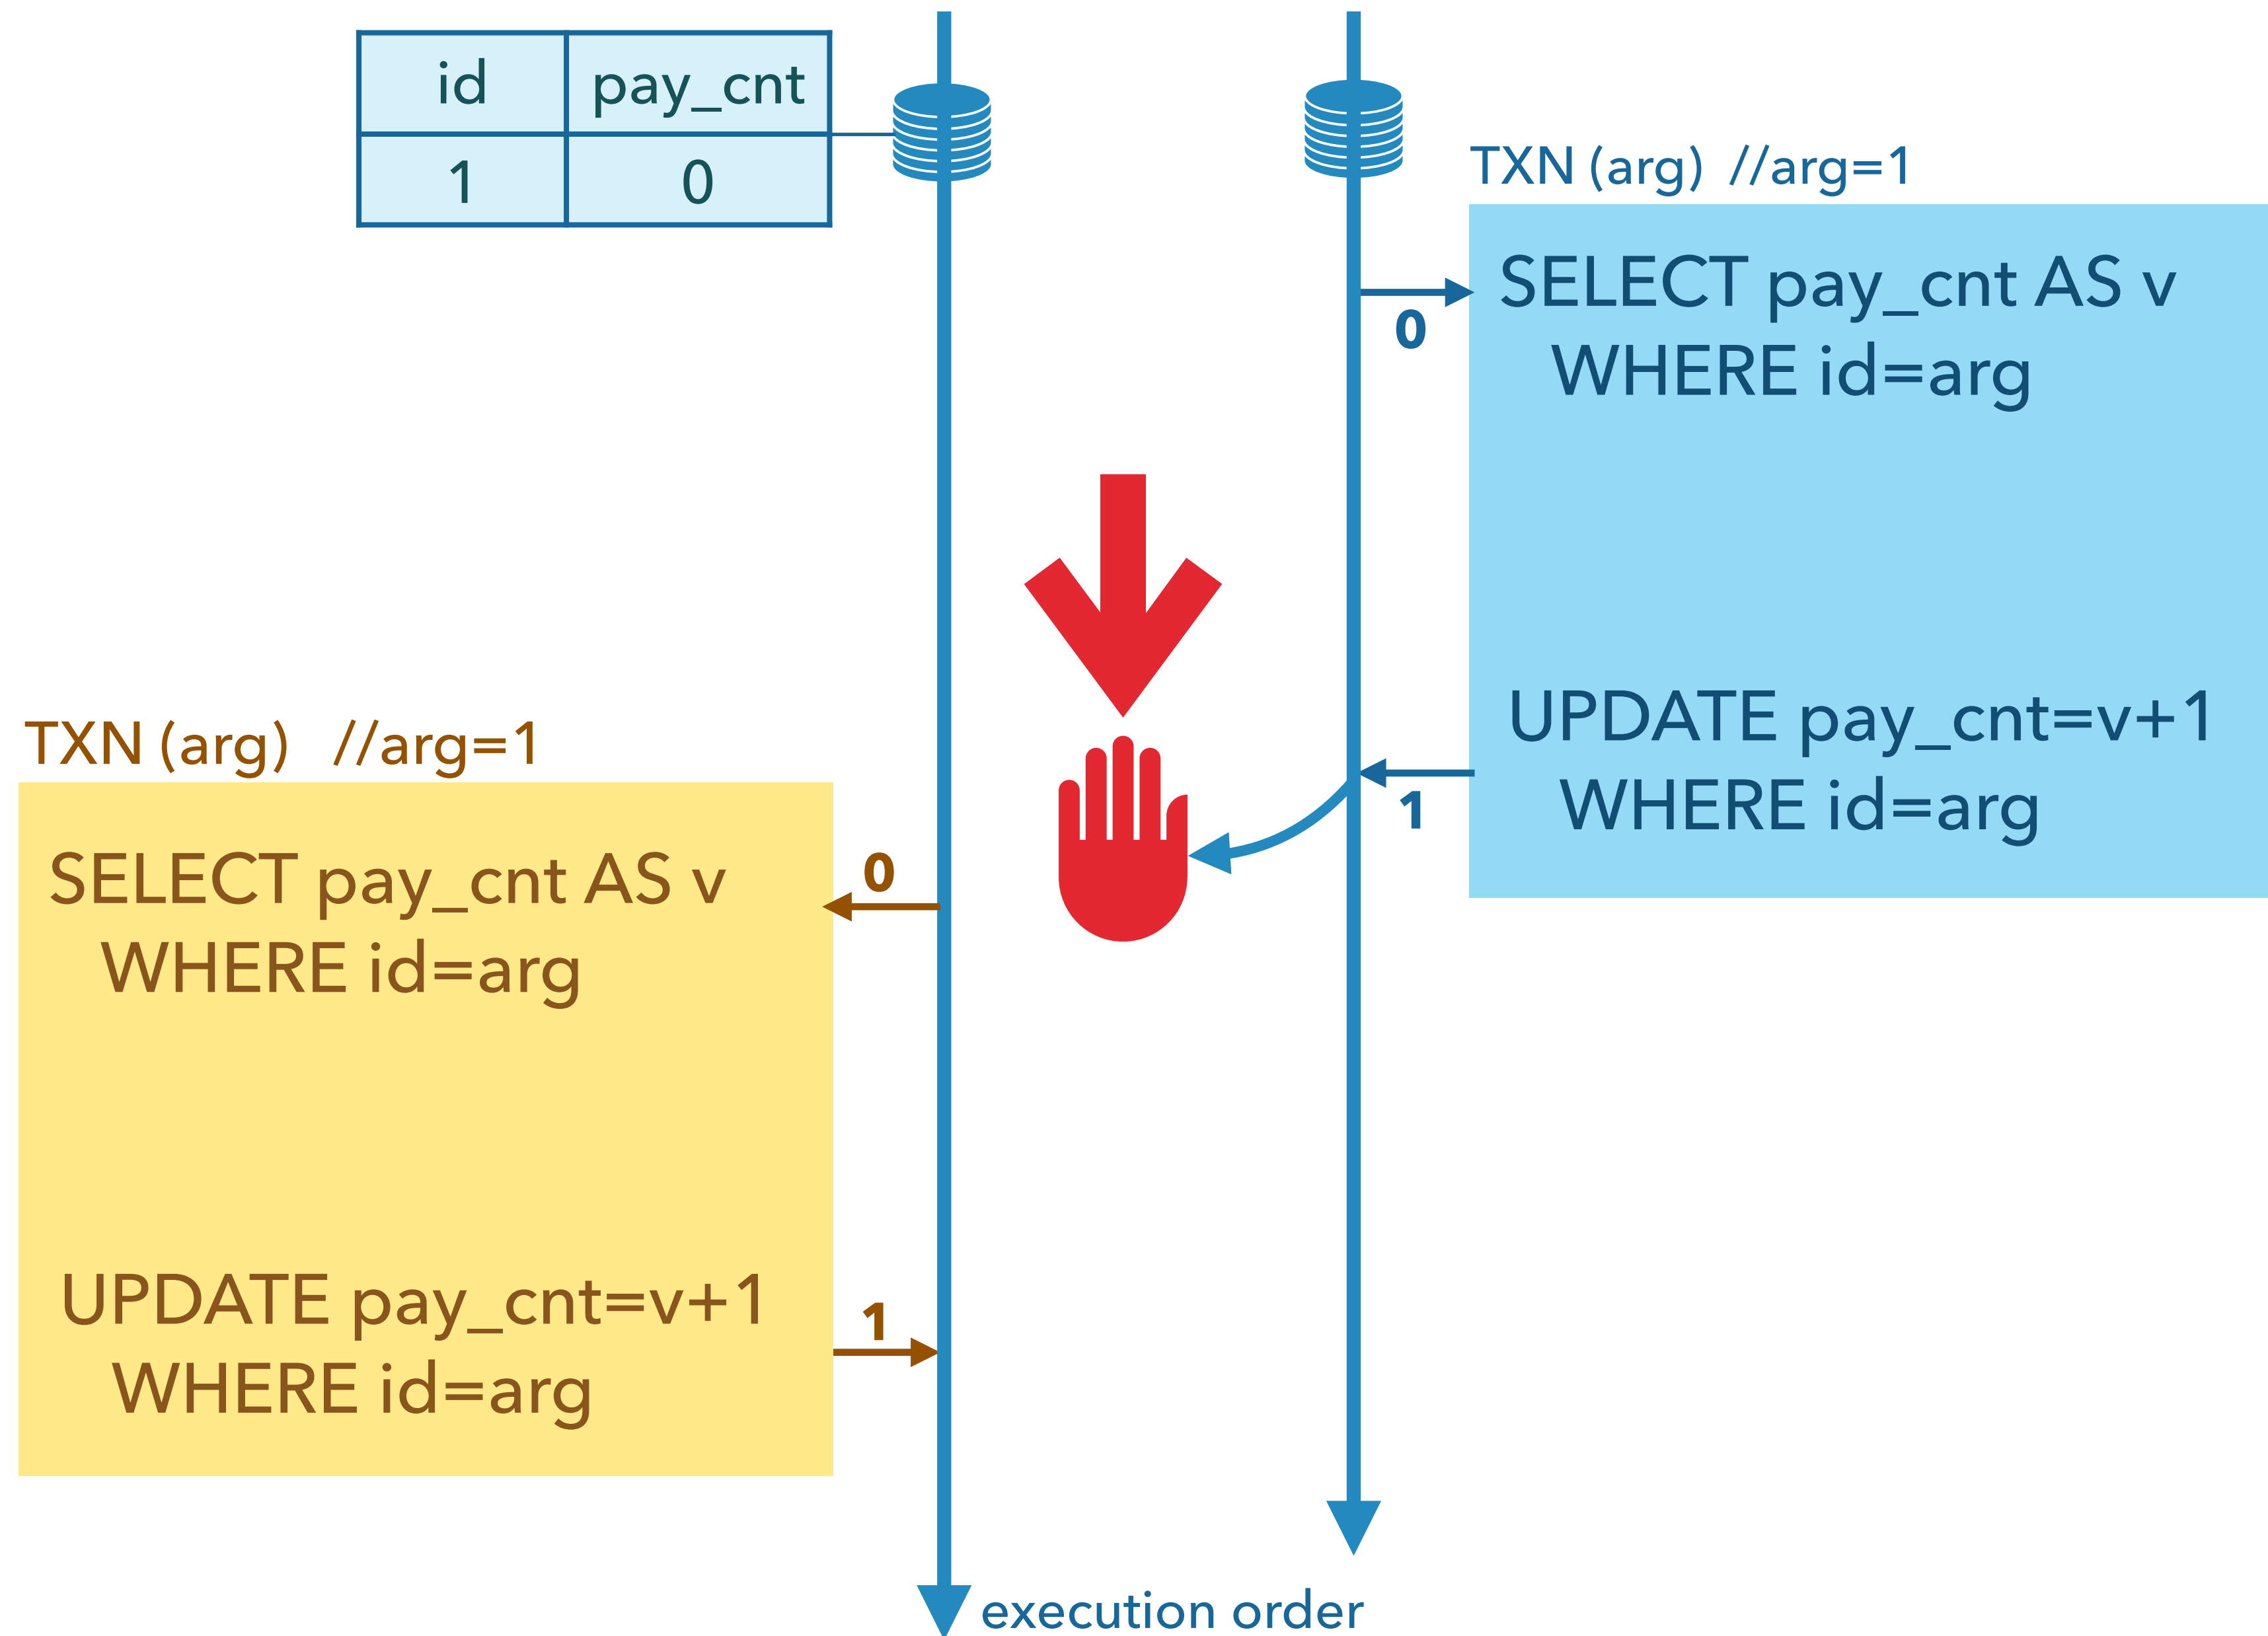 id pay_cnt
1 0
TXN (arg) //arg=1
SELECT pay_cnt AS v
0
WHERE id=arg
UPDATE pay_cnt=v+1
1
WHERE id=arg
TXN (arg) //arg=1
SELECT pay_cnt AS v
0
WHERE id=arg
UPDATE pay_cnt=v+1
1
WHERE id=arg
execution order